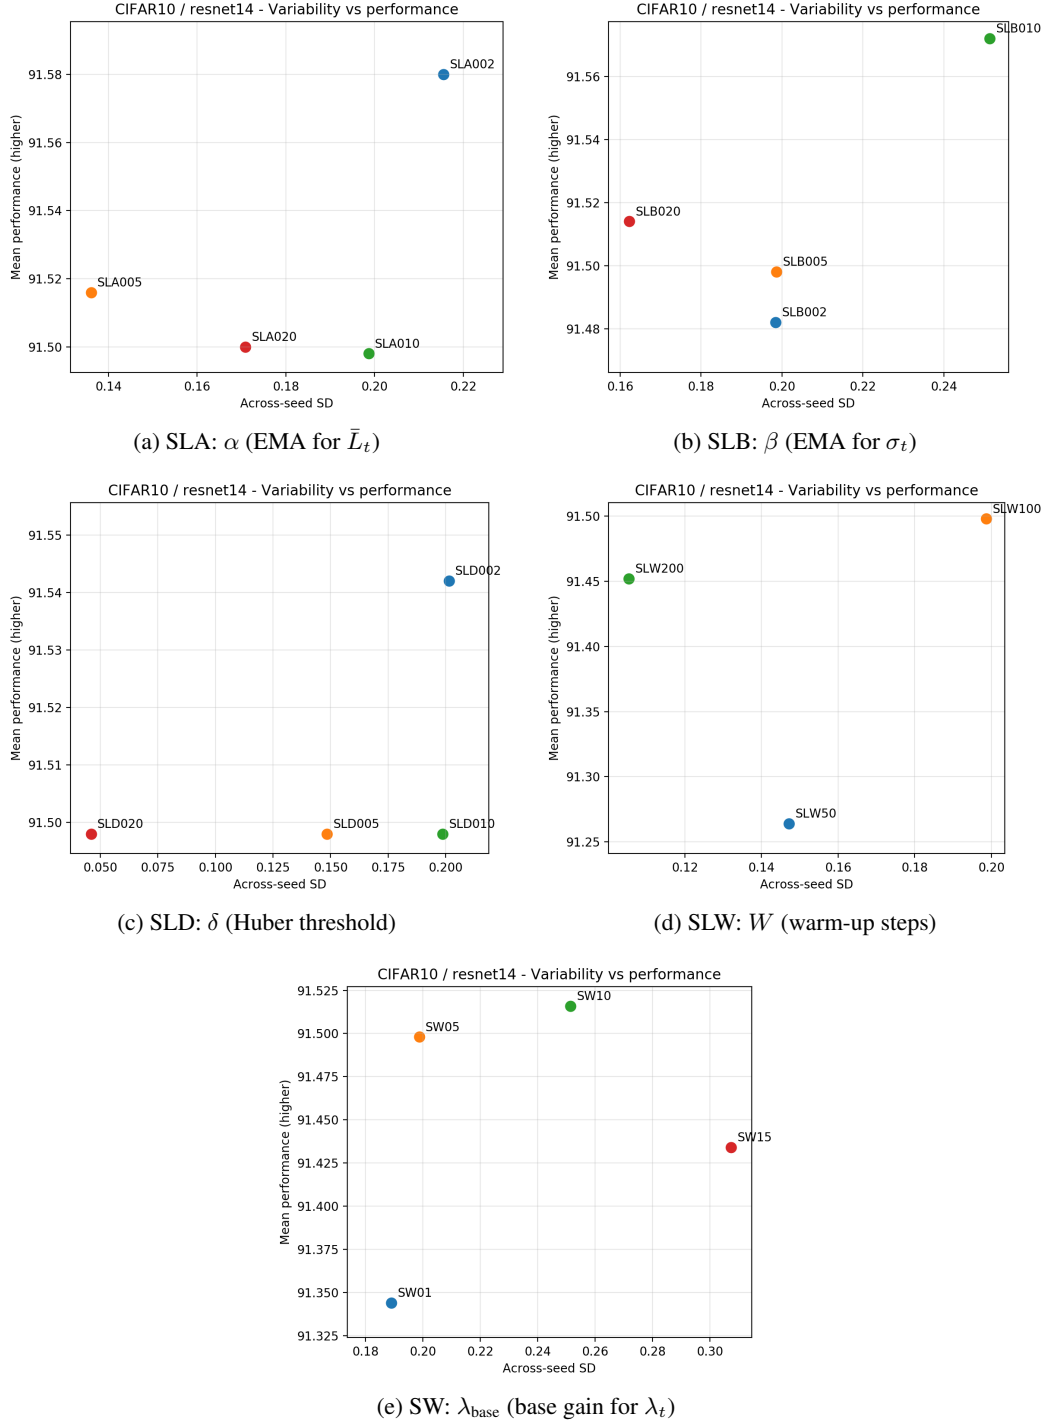 CIFAR10 / resnet14 - Variability vs performance
Mean performance (higher)
91.58
91.56
91.54
91.52
91.50
SLA002
SLA005
SLA020
SLA010
0.14 0.16 0.18 0.20 0.22
Across-seed SD
(a) SLA: α (EMA for L̄ₜ)
CIFAR10 / resnet14 - Variability vs performance
Mean performance (higher)
91.56
91.54
91.52
91.50
91.48
SLB010
SLB020
SLB005
SLB002
0.16 0.18 0.20 0.22 0.24
Across-seed SD
(b) SLB: β (EMA for σₜ)
CIFAR10 / resnet14 - Variability vs performance
Mean performance (higher)
91.55
91.54
91.53
91.52
91.51
91.50
SLD002
SLD020
SLD005
SLD010
0.050 0.075 0.100 0.125 0.150 0.175 0.200
Across-seed SD
(c) SLD: δ (Huber threshold)
CIFAR10 / resnet14 - Variability vs performance
Mean performance (higher)
91.50
91.45
91.40
91.35
91.30
91.25
SLW100
SLW200
SLW50
0.12 0.14 0.16 0.18 0.20
Across-seed SD
(d) SLW: W (warm-up steps)
CIFAR10 / resnet14 - Variability vs performance
Mean performance (higher)
91.525
91.500
91.475
91.450
91.425
91.400
91.375
91.350
91.325
SW10
SW05
SW15
SW01
0.18 0.20 0.22 0.24 0.26 0.28 0.30
Across-seed SD
(e) SW: λbase (base gain for λₜ)